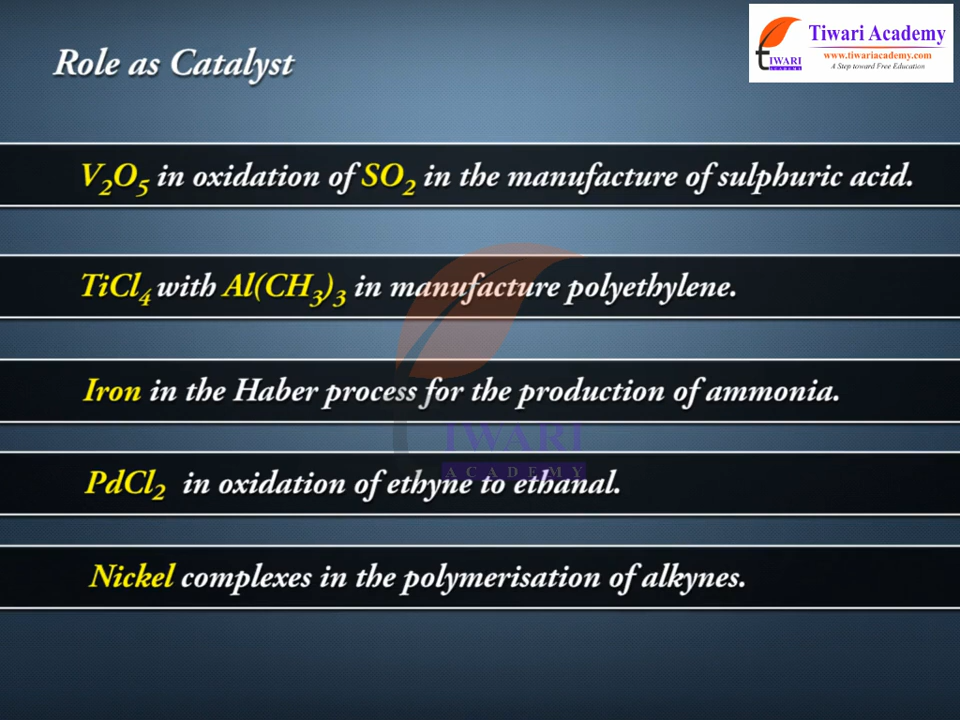 Role as Catalyst
Tiwari Academy
www.tiwariacademy.com
A Step toward Free Education
tIWARI
ACADEMY
V₂O₅ in oxidation of SO₂ in the manufacture of sulphuric acid.
TiCl₄ with Al(CH₃)₃ in manufacture polyethylene.
Iron in the Haber process for the production of ammonia.
IWARI
ACADEMY
PdCl₂ in oxidation of ethyne to ethanal.
Nickel complexes in the polymerisation of alkynes.